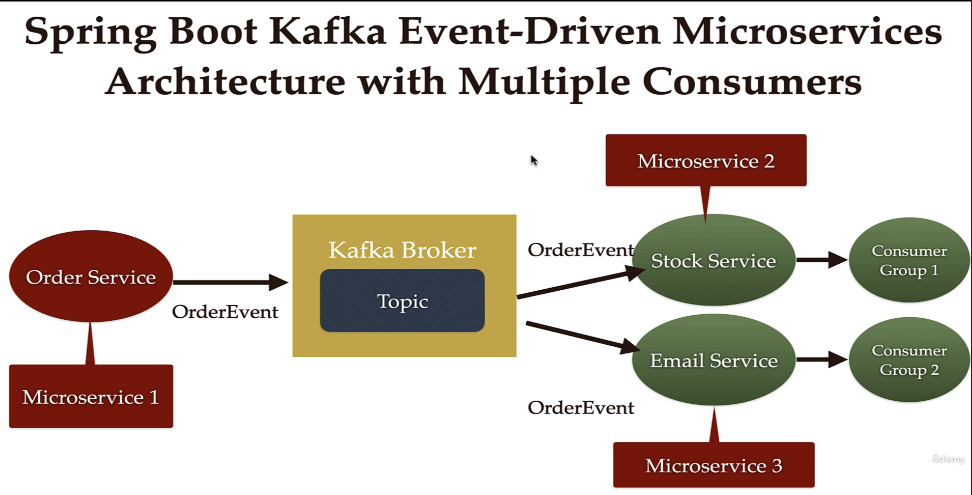 Spring Boot Kafka Event-Driven Microservices
Architecture with Multiple Consumers
Microservice 2
Order Service
OrderEvent
Kafka Broker
Topic
OrderEvent
Stock Service
Consumer
Group 1
Email Service
Consumer
Group 2
OrderEvent
Microservice 1
Microservice 3
ûdemy